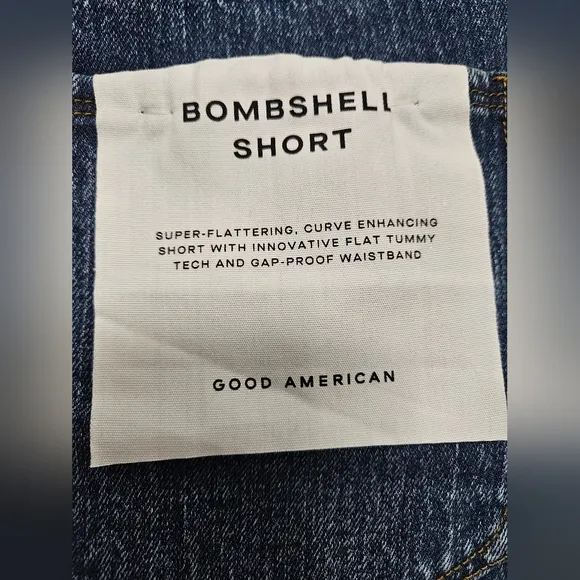 BOMBSHELL
SHORT
SUPER-FLATTERING, CURVE ENHANCING
SHORT WITH INNOVATIVE FLAT TUMMY
TECH AND GAP-PROOF WAISTBAND
GOOD AMERICAN